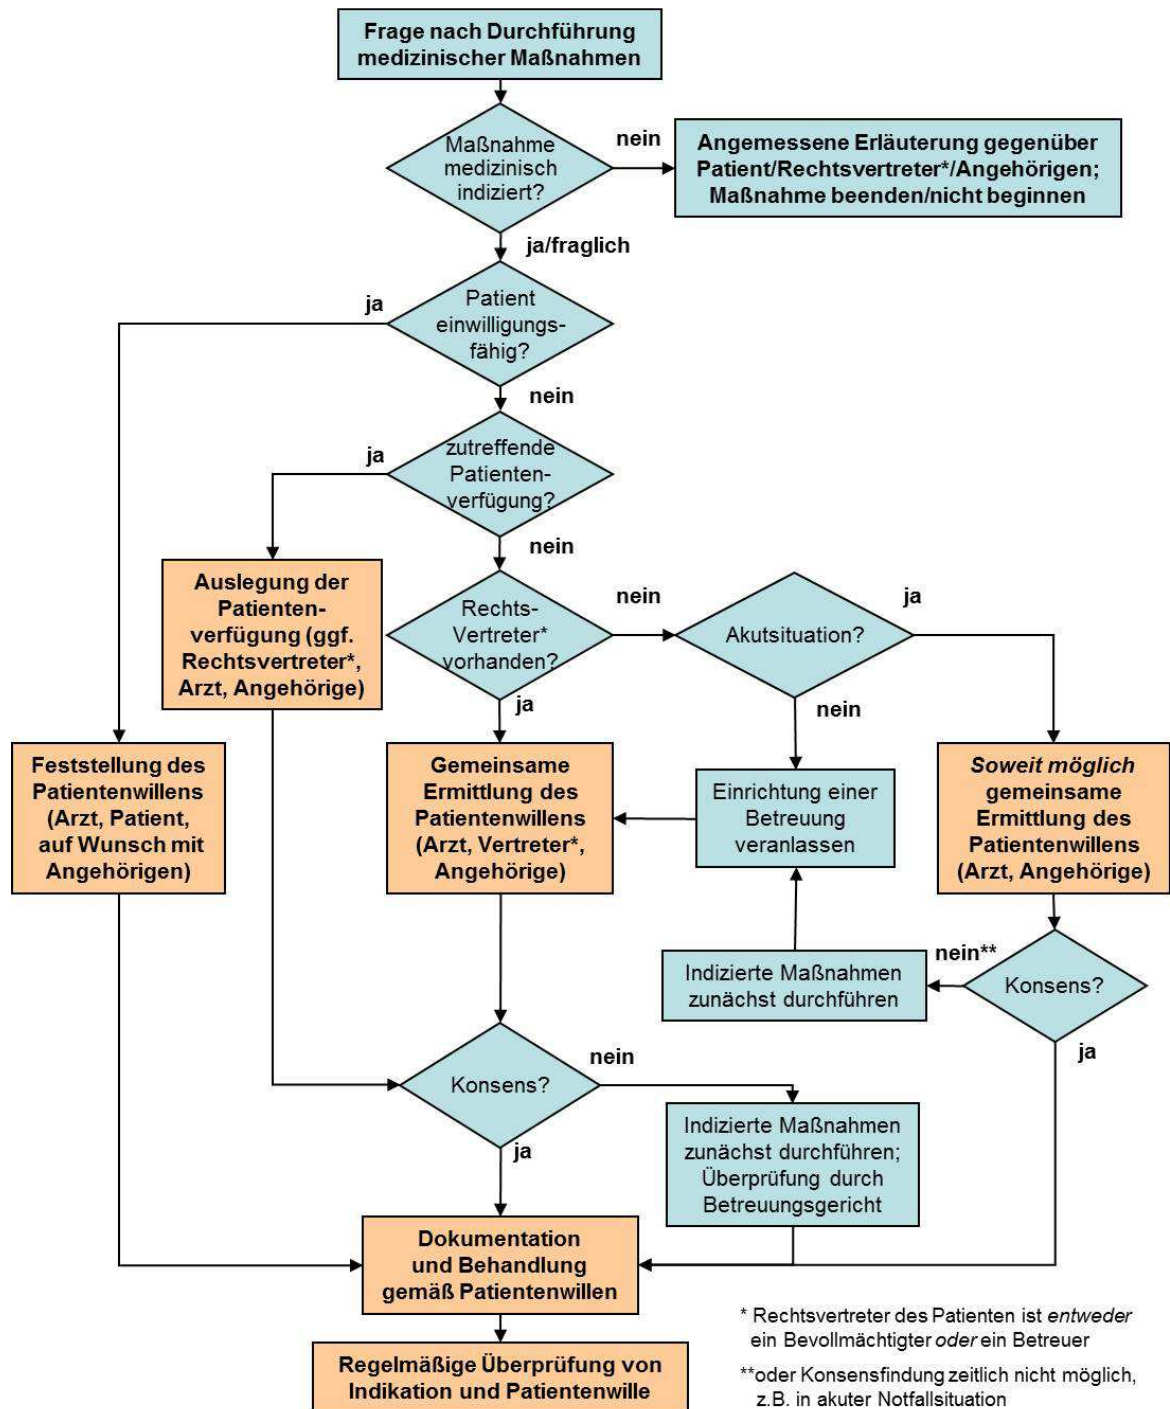 Frage nach Durchführung
medizinischer Maßnahmen
Maßnahme
medizinisch
indiziert?
nein
Angemessene Erläuterung gegenüber
Patient/Rechtsvertreter*/Angehörigen;
Maßnahme beenden/nicht beginnen
ja/fraglich
ja
Patient
einwilligungs-
fähig?
nein
ja
zutreffende
Patienten-
verfügung?
nein
Auslegung der
Patienten-
verfügung (ggf.
Rechtsvertreter*,
Arzt, Angehörige)
Rechts-
Vertreter*
vorhanden?
nein
Akutsituation?
ja
ja
nein
Feststellung des
Patientenwillens
(Arzt, Patient,
auf Wunsch mit
Angehörigen)
Gemeinsame
Ermittlung des
Patientenwillens
(Arzt, Vertreter*,
Angehörige)
Einrichtung einer
Betreuung
veranlassen
Soweit möglich
gemeinsame
Ermittlung des
Patientenwillens
(Arzt, Angehörige)
Indizierte Maßnahmen
zunächst durchführen
nein**
Konsens?
ja
Konsens?
nein
ja
Indizierte Maßnahmen
zunächst durchführen;
Überprüfung durch
Betreuungsgericht
Dokumentation
und Behandlung
gemäß Patientenwillen
Regelmäßige Überprüfung von
Indikation und Patientenwille
* Rechtsvertreter des Patienten ist entweder
ein Bevollmächtigter oder ein Betreuer
**oder Konsensfindung zeitlich nicht möglich,
z.B. in akuter Notfallsituation